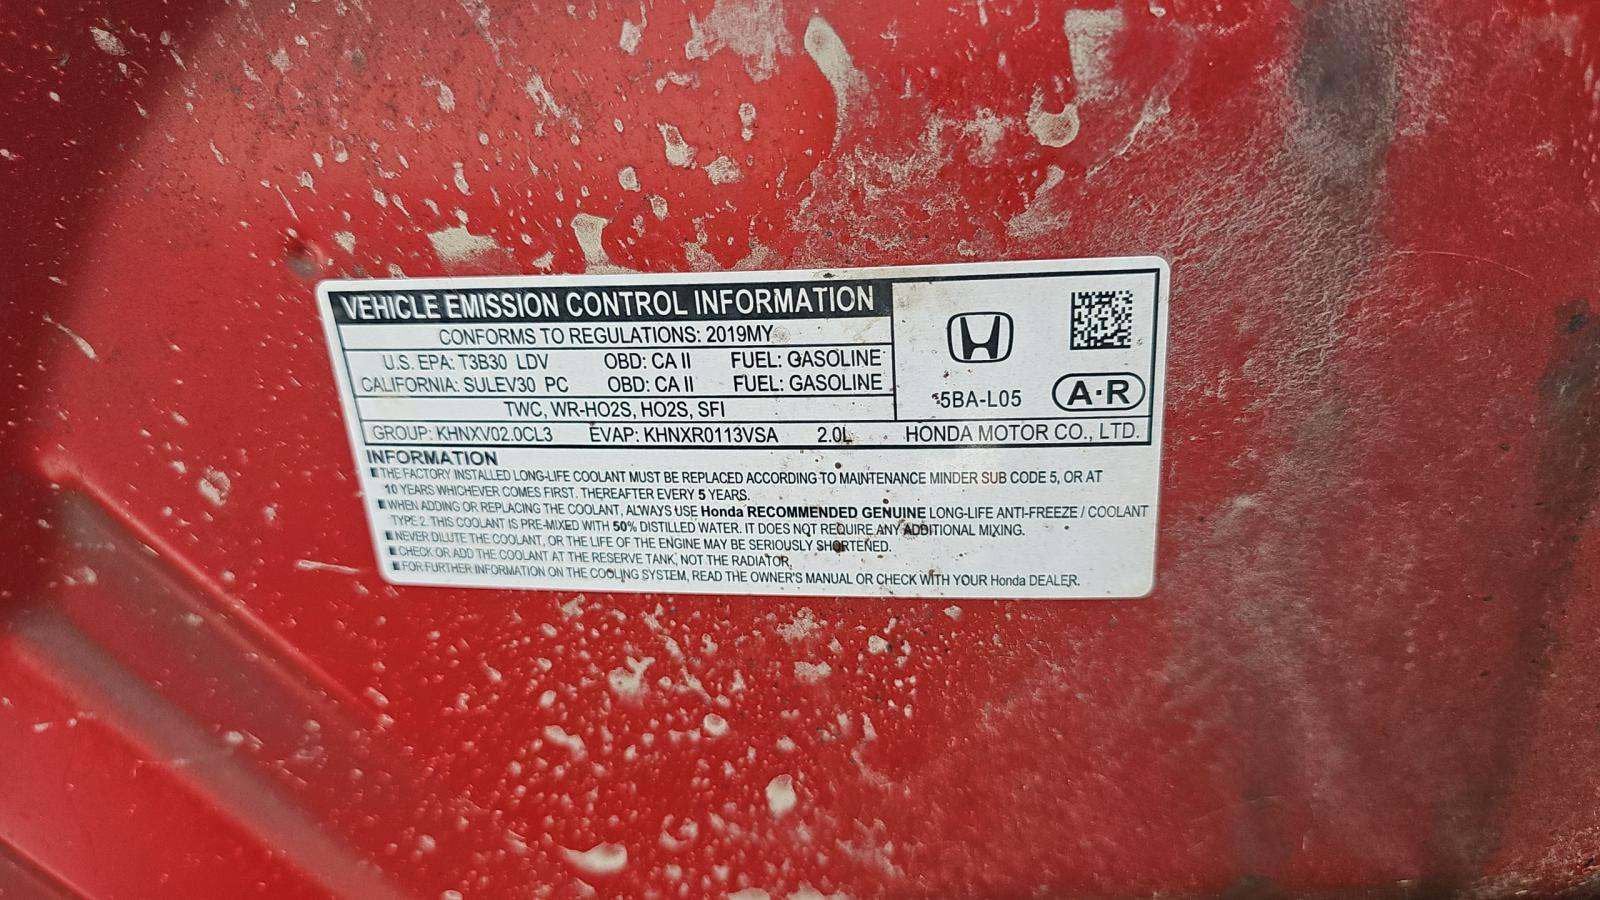 VEHICLE EMISSION CONTROL INFORMATION
CONFORMS TO REGULATIONS: 2019MY
U.S. EPA: T3B30 LDV OBD: CA II FUEL: GASOLINE
CALIFORNIA: SULEV30 PC OBD: CA II FUEL: GASOLINE
TWC, WR-HO2S, HO2S, SFI
5BA-L05 A·R
GROUP: KHNXV02.0CL3 EVAP: KHNXR0113VSA 2.0L HONDA MOTOR CO., LTD.
INFORMATION
■ THE FACTORY INSTALLED LONG-LIFE COOLANT MUST BE REPLACED ACCORDING TO MAINTENANCE MINDER SUB CODE 5, OR AT
10 YEARS WHICHEVER COMES FIRST. THEREAFTER EVERY 5 YEARS.
■ WHEN ADDING OR REPLACING THE COOLANT, ALWAYS USE Honda RECOMMENDED GENUINE LONG-LIFE ANTI-FREEZE / COOLANT
TYPE 2. THIS COOLANT IS PRE-MIXED WITH 50% DISTILLED WATER. IT DOES NOT REQUIRE ANY ADDITIONAL MIXING.
■ NEVER DILUTE THE COOLANT, OR THE LIFE OF THE ENGINE MAY BE SERIOUSLY SHORTENED.
■ CHECK OR ADD THE COOLANT AT THE RESERVE TANK, NOT THE RADIATOR.
■ FOR FURTHER INFORMATION ON THE COOLING SYSTEM, READ THE OWNER'S MANUAL OR CHECK WITH YOUR Honda DEALER.